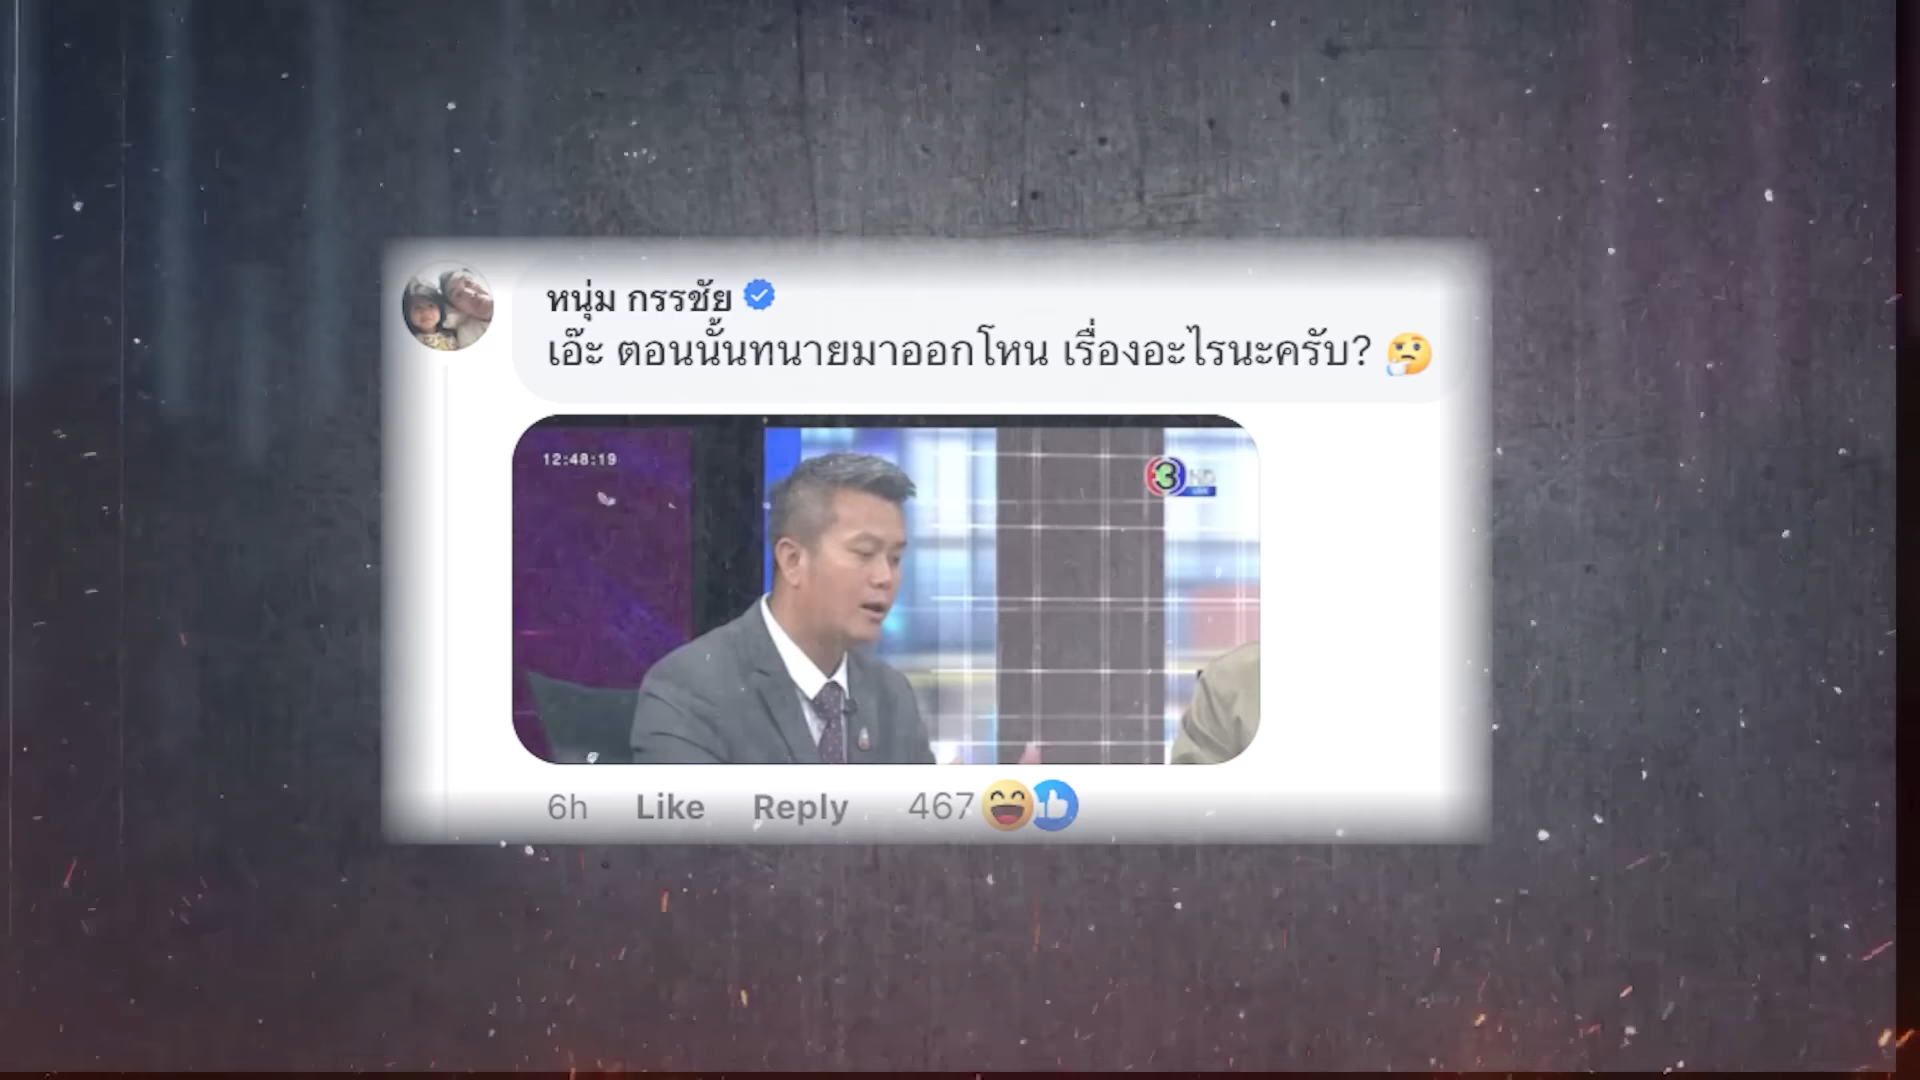 หนุ่ม กรรชัย
เอ๊ะ ตอนนั้นทนายมาออกโหน เรื่องอะไรนะครับ? 🤔
12:48:19
3 HD
LIVE
6h Like Reply 467